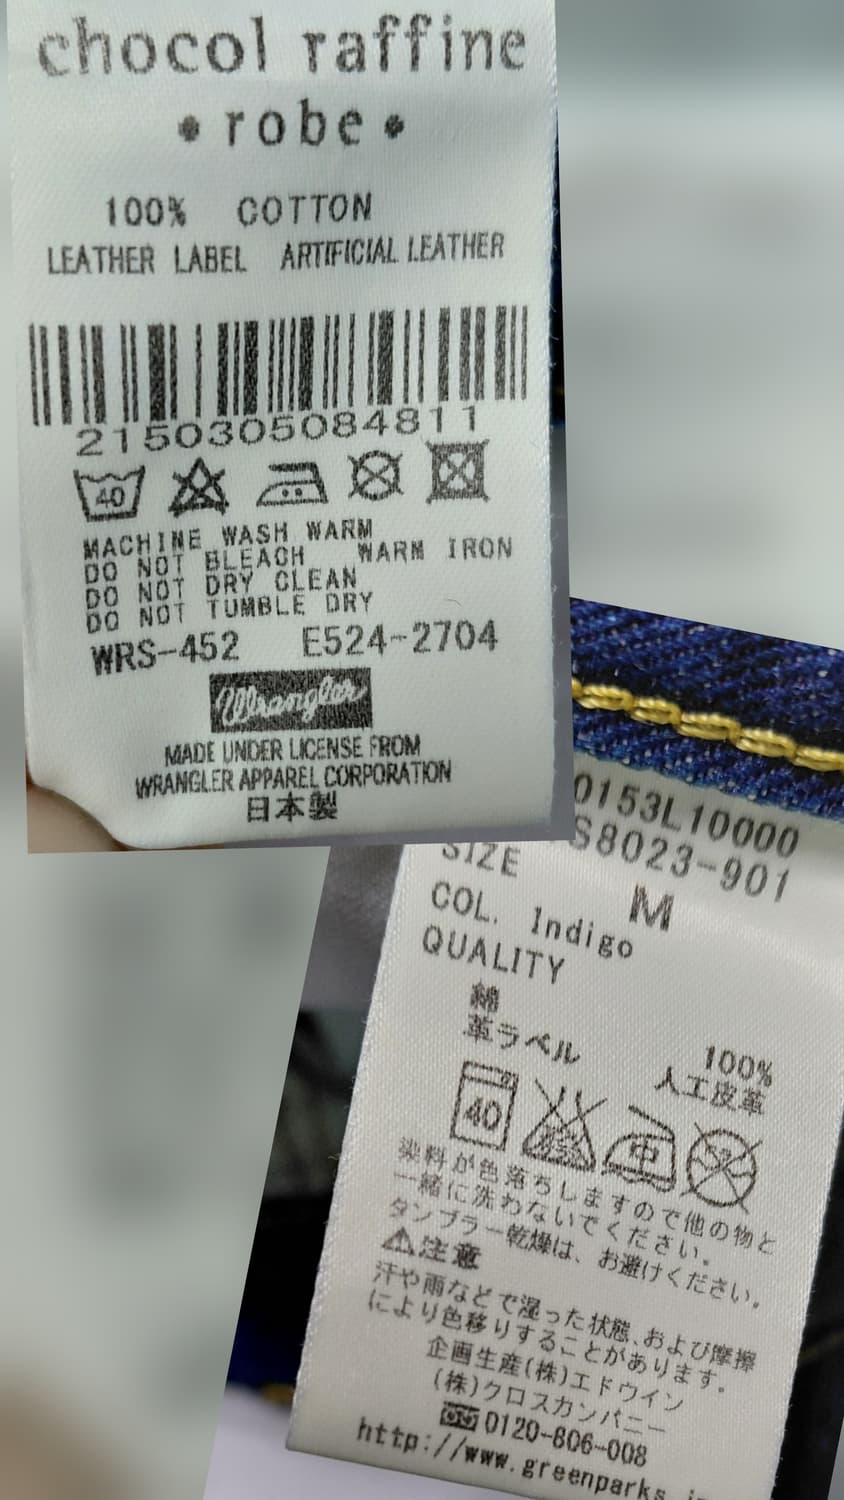 chocol raffine
• robe •
100% COTTON
LEATHER LABEL ARTIFICIAL LEATHER
2150305084811
40
MACHINE WASH WARM
DO NOT BLEACH WARM IRON
DO NOT DRY CLEAN
DO NOT TUMBLE DRY
WRS-452 E524-2704
Wrangler
MADE UNDER LICENSE FROM
WRANGLER APPAREL CORPORATION
日本製
0153L10000
S8023-901
SIZE M
COL. Indigo
QUALITY
綿 100%
革ラベル 人工皮革
40 中
染料が色落ちしますので他の物と
一緒に洗わないでください。
タンブラー乾燥は、お避けください。
⚠注意
汗や雨などで湿った状態、および摩擦
により色移りすることがあります。
企画生産(株)エドウイン
(株)クロスカンパニー
0120-806-008
http://www.greenparks